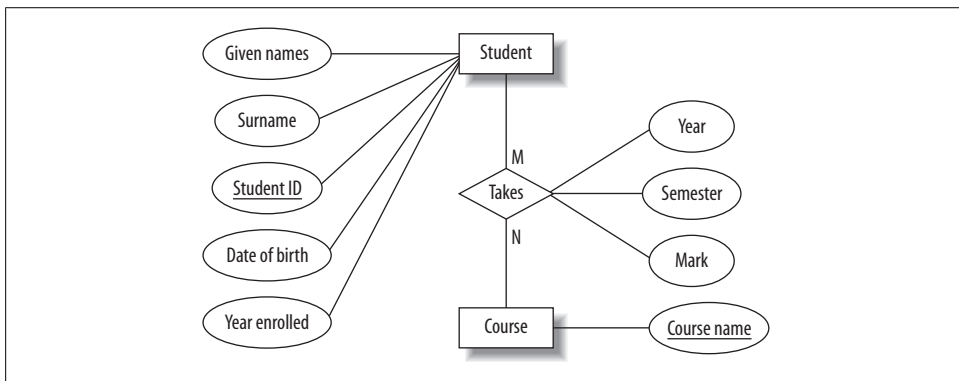 Given names
Student
Surname
Year
M
Student ID
Takes
Semester
N
Date of birth
Mark
Year enrolled
Course
Course name